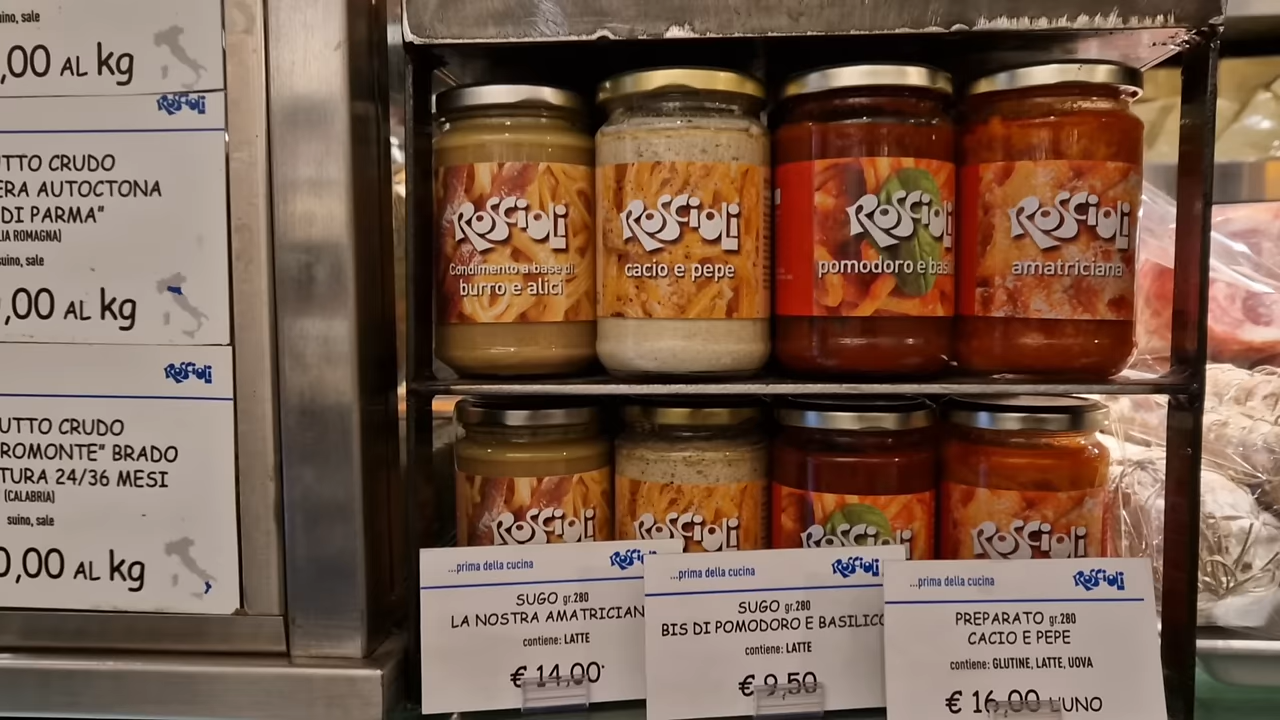 uino, sale
,00 AL kg
Roscioli
UTTO CRUDO
ERA AUTOCTONA
DI PARMA"
LIA ROMAGNA)
suino, sale
,00 AL kg
Roscioli
UTTO CRUDO
ROMONTE" BRADO
TURA 24/36 MESI
(CALABRIA)
suino, sale
0,00 AL kg
Roscioli
Condimento a base di
burro e alici
Roscioli
cacio e pepe
Roscioli
pomodoro e bas
Roscioli
amatriciana
Roscioli
Roscioli
Roscioli
Roscioli
...prima della cucina
Roscioli
SUGO gr.280
LA NOSTRA AMATRICIAN
contiene: LATTE
€ 14,00
...prima della cucina
Roscioli
SUGO gr.280
BIS DI POMODORO E BASILICO
contiene: LATTE
€ 9,50
...prima della cucina
Roscioli
PREPARATO gr.280
CACIO E PEPE
contiene: GLUTINE, LATTE, UOVA
€ 16,00 L'UNO